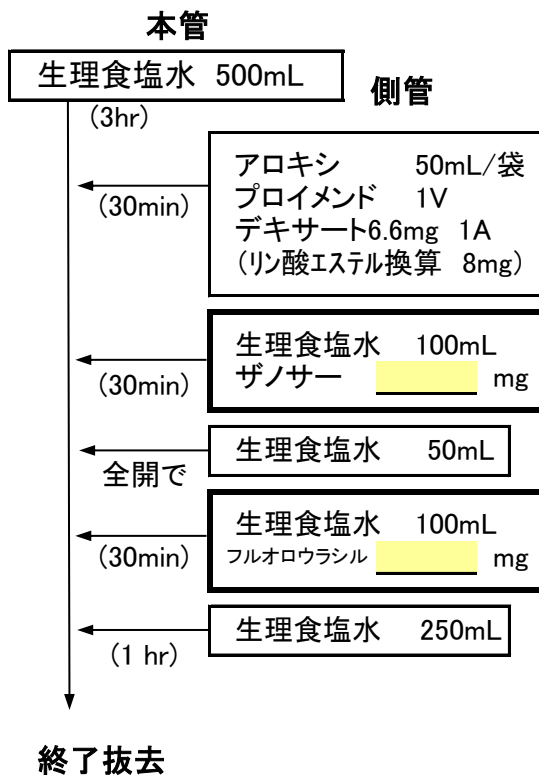 本管
生理食塩水 500mL
側管
(3hr)
アロキシ 50mL/袋
プロイメンド 1V
デキサート6.6mg 1A
(リン酸エステル換算 8mg)
(30min)
生理食塩水 100mL
ザノサー mg
(30min)
生理食塩水 50mL
全開で
生理食塩水 100mL
フルオロウラシル mg
(30min)
生理食塩水 250mL
(1 hr)
終了抜去